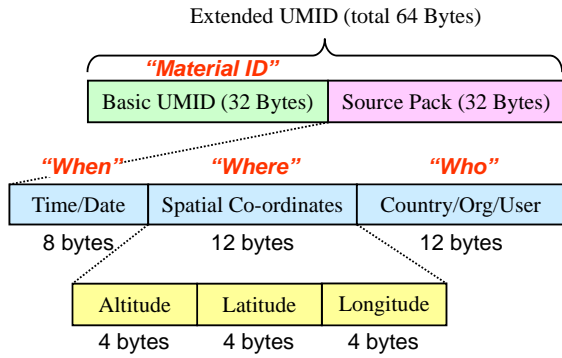 Extended UMID (total 64 Bytes)
“Material ID”
Basic UMID (32 Bytes) Source Pack (32 Bytes)
“When” “Where” “Who”
Time/Date Spatial Co-ordinates Country/Org/User
8 bytes 12 bytes 12 bytes
Altitude Latitude Longitude
4 bytes 4 bytes 4 bytes